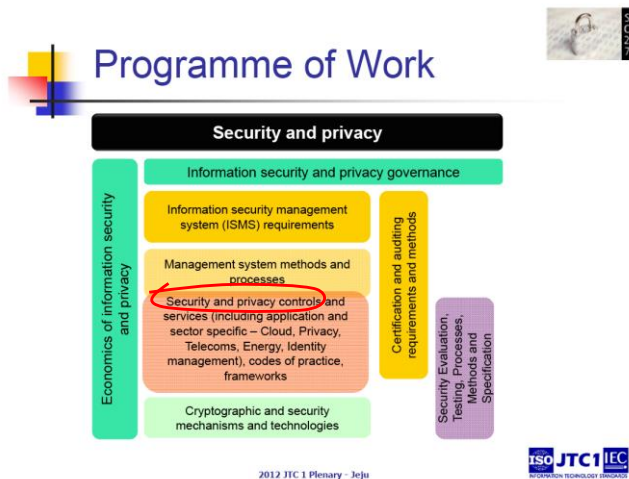 SC27
Programme of Work
Security and privacy
Information security and privacy governance
Economics of information security
and privacy
Information security management
system (ISMS) requirements
Management system methods and
processes
Security and privacy controls and
services (including application and
sector specific – Cloud, Privacy,
Telecoms, Energy, Identity
management), codes of practice,
frameworks
Cryptographic and security
mechanisms and technologies
Certification and auditing
requirements and methods
Security Evaluation,
Testing, Processes,
Methods and
Specification
2012 JTC 1 Plenary - Jeju
ISO JTC1 IEC
INFORMATION TECHNOLOGY STANDARDS